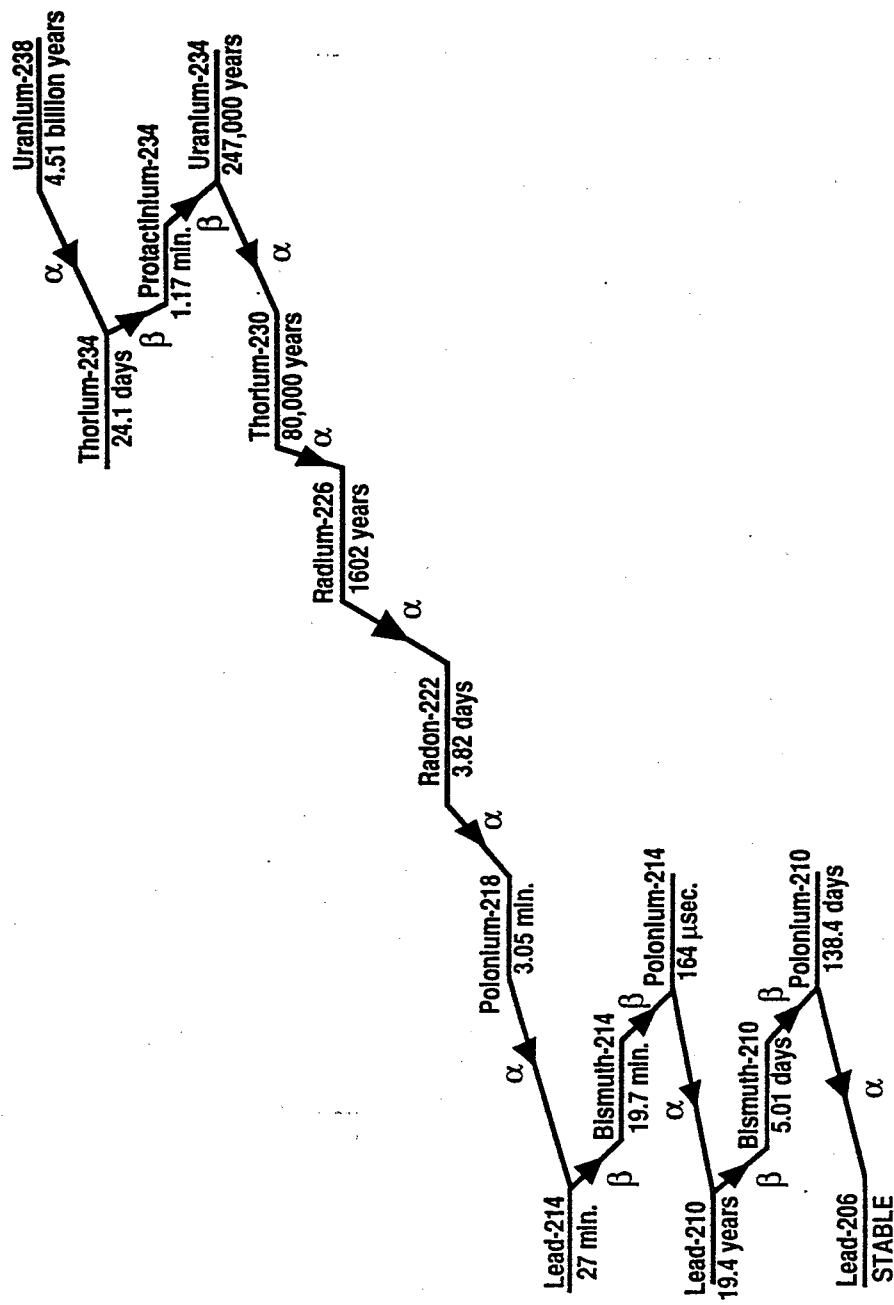 Uranium-238
4.51 billion years
α
Thorium-234
24.1 days
β
Protactinium-234
1.17 min.
β
Uranium-234
247,000 years
α
Thorium-230
80,000 years
α
Radium-226
1602 years
α
Radon-222
3.82 days
α
Polonium-218
3.05 min.
α
Lead-214
27 min.
β
Bismuth-214
19.7 min.
β
Polonium-214
164 μsec.
α
Lead-210
19.4 years
β
Bismuth-210
5.01 days
β
Polonium-210
138.4 days
α
Lead-206
STABLE